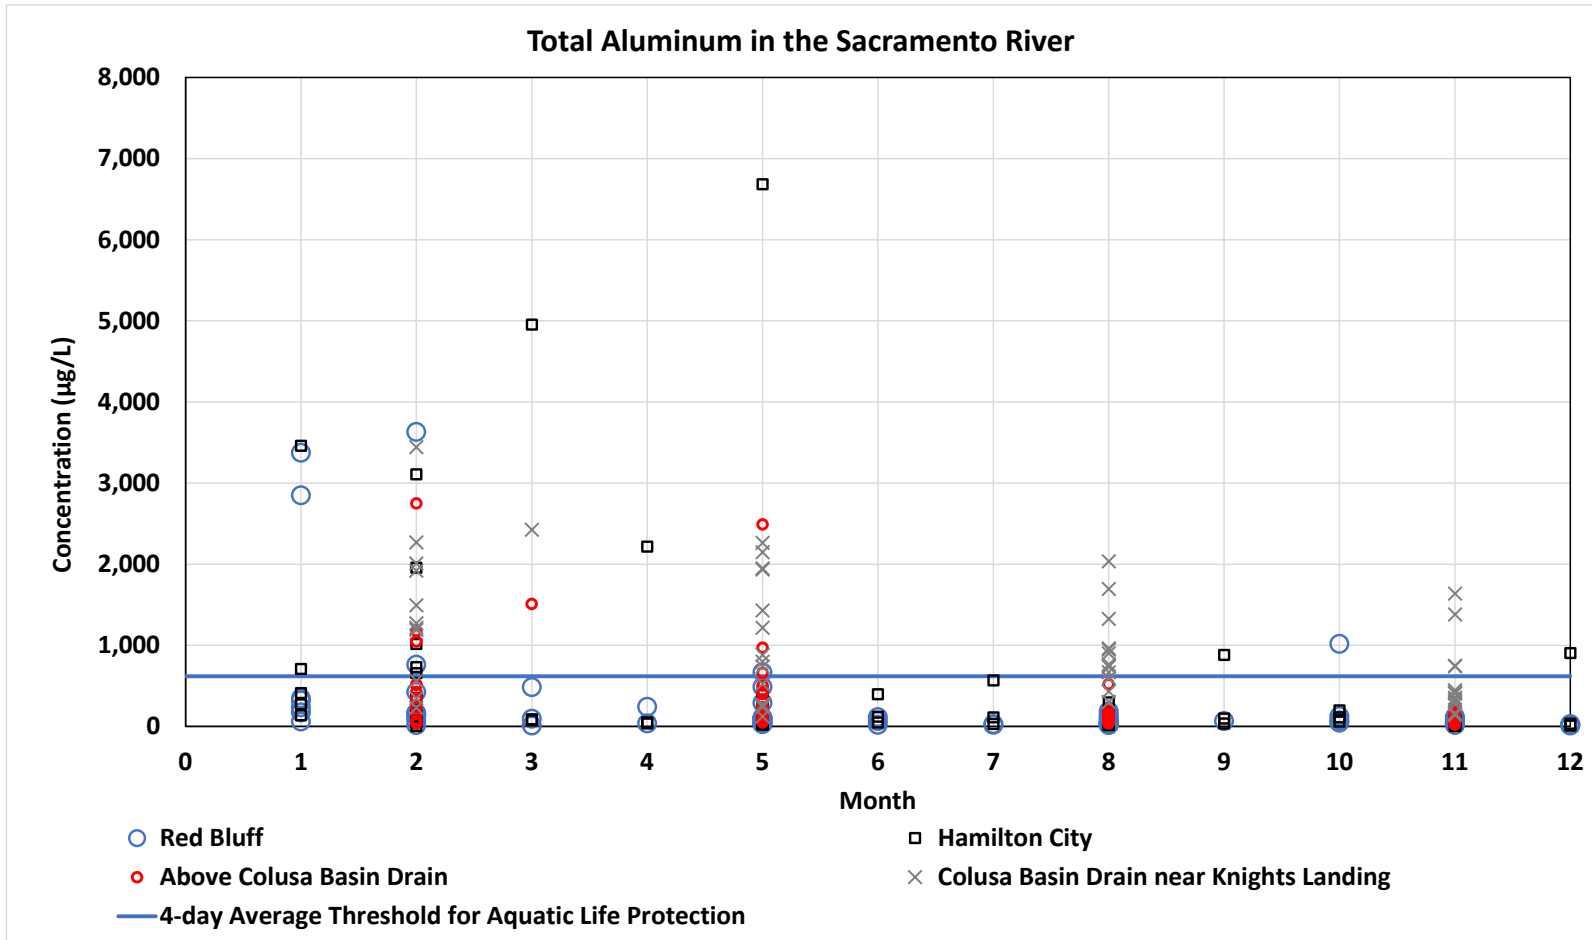 Total Aluminum in the Sacramento River
8,000
7,000
6,000
5,000
4,000
3,000
2,000
1,000
0
Concentration (µg/L)
0 1 2 3 4 5 6 7 8 9 10 11 12
Month
Red Bluff
Hamilton City
Above Colusa Basin Drain
Colusa Basin Drain near Knights Landing
4-day Average Threshold for Aquatic Life Protection